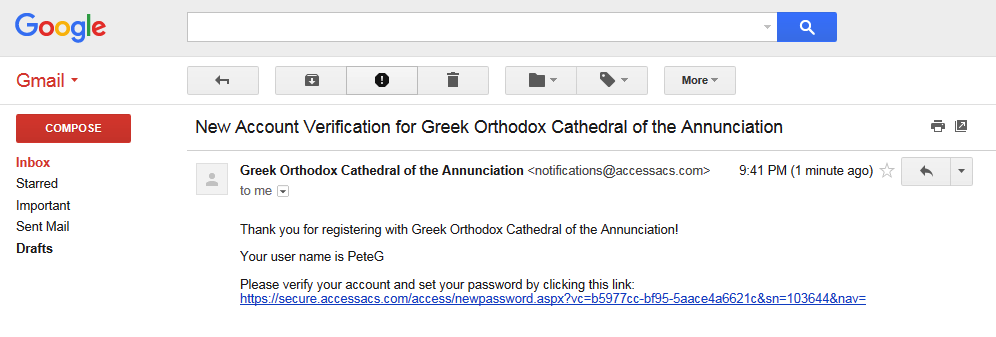 Google
Gmail
More
COMPOSE
New Account Verification for Greek Orthodox Cathedral of the Annunciation
Inbox
Starred
Important
Sent Mail
Drafts
Greek Orthodox Cathedral of the Annunciation <notifications@accessacs.com>
9:41 PM (1 minute ago)
to me
Thank you for registering with Greek Orthodox Cathedral of the Annunciation!
Your user name is PeteG
Please verify your account and set your password by clicking this link:
https://secure.accessacs.com/access/newpassword.aspx?vc=b5977cc-bf95-5aace4a6621c&sn=103644&nav=